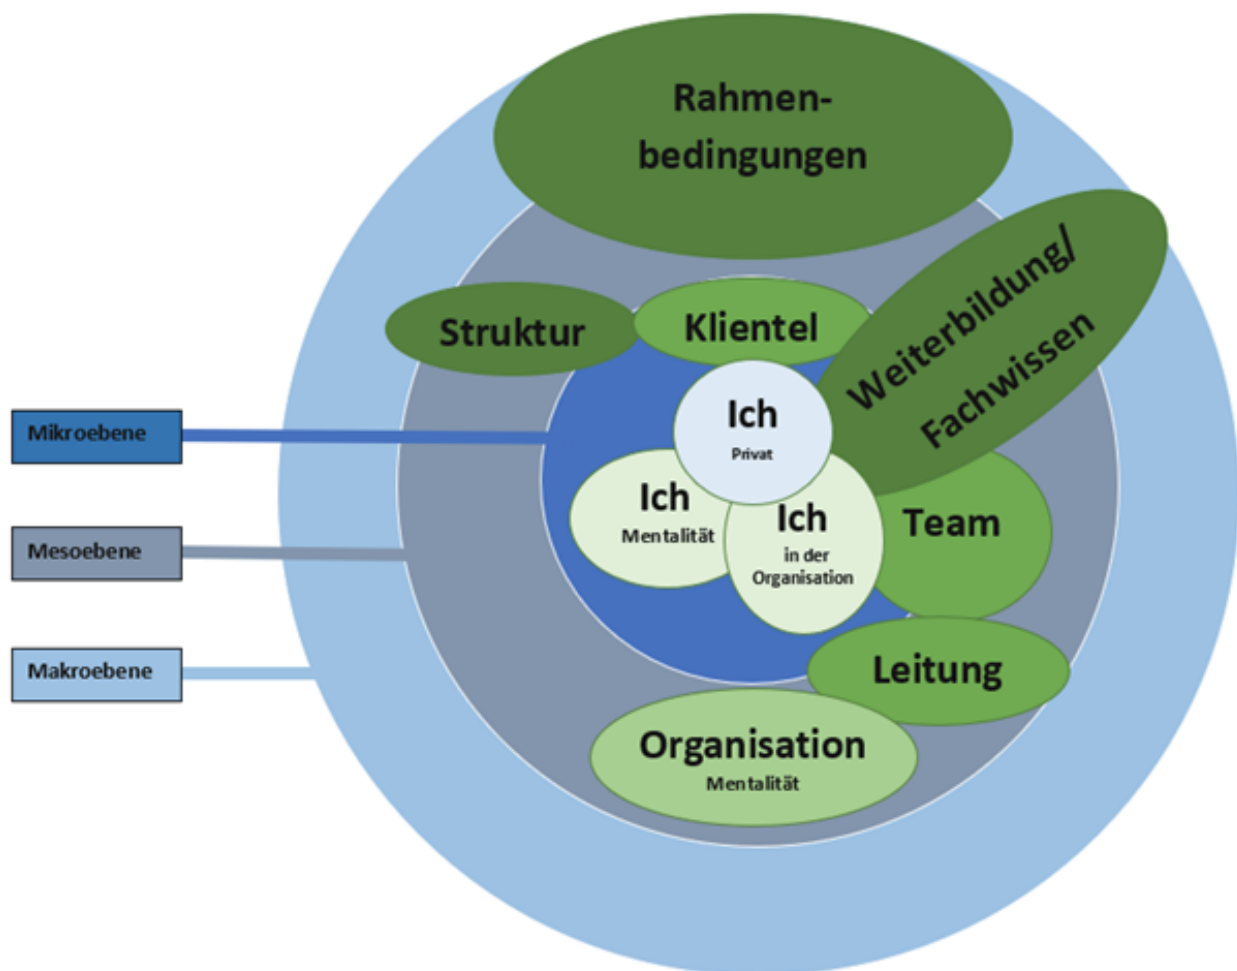 Rahmen-
bedingungen
Weiterbildung/
Fachwissen
Struktur
Klientel
Ich
Privat
Mikroebene
Ich
Mentalität
Ich
in der
Organisation
Team
Mesoebene
Makroebene
Leitung
Organisation
Mentalität